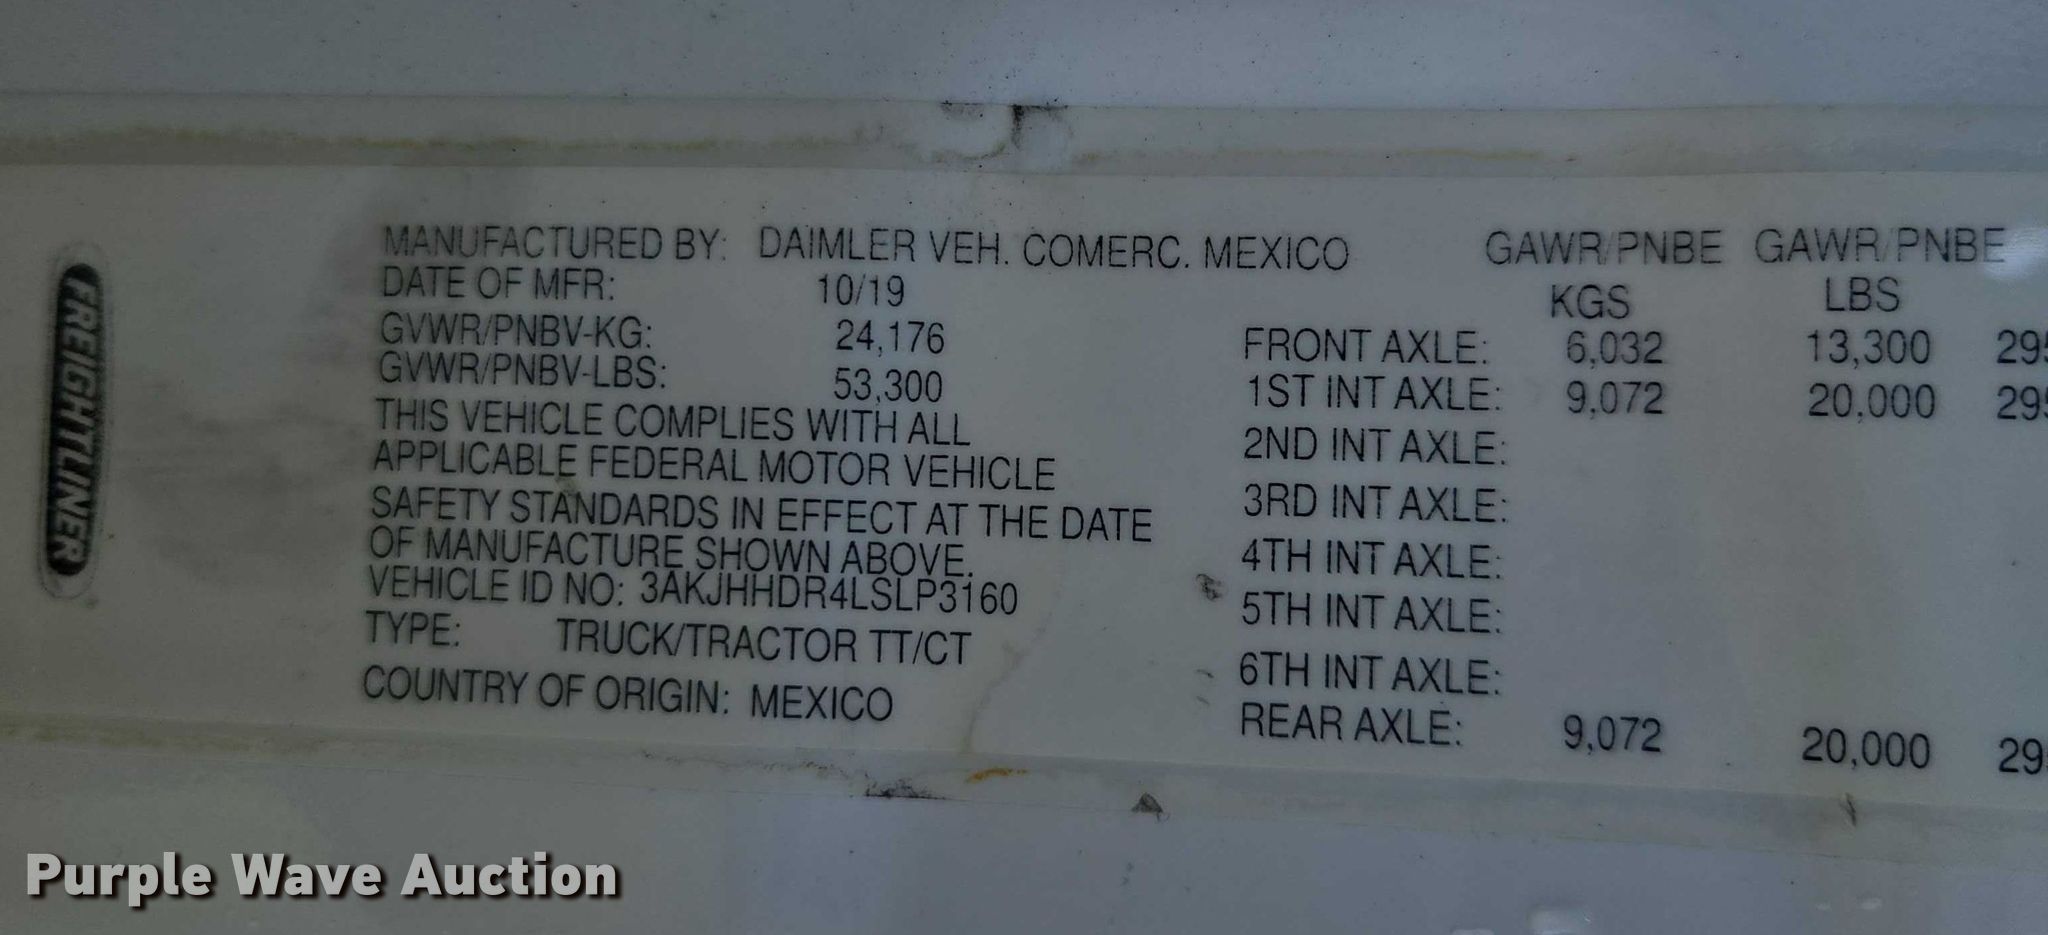 FREIGHTLINER
MANUFACTURED BY: DAIMLER VEH. COMERC. MEXICO
DATE OF MFR: 10/19
GVWR/PNBV-KG: 24,176
GVWR/PNBV-LBS: 53,300
THIS VEHICLE COMPLIES WITH ALL
APPLICABLE FEDERAL MOTOR VEHICLE
SAFETY STANDARDS IN EFFECT AT THE DATE
OF MANUFACTURE SHOWN ABOVE.
VEHICLE ID NO: 3AKJHHDR4LSLP3160
TYPE: TRUCK/TRACTOR TT/CT
COUNTRY OF ORIGIN: MEXICO
GAWR/PNBE GAWR/PNBE
KGS LBS
FRONT AXLE: 6,032 13,300
1ST INT AXLE: 9,072 20,000
2ND INT AXLE:
3RD INT AXLE:
4TH INT AXLE:
5TH INT AXLE:
6TH INT AXLE:
REAR AXLE: 9,072 20,000
Purple Wave Auction